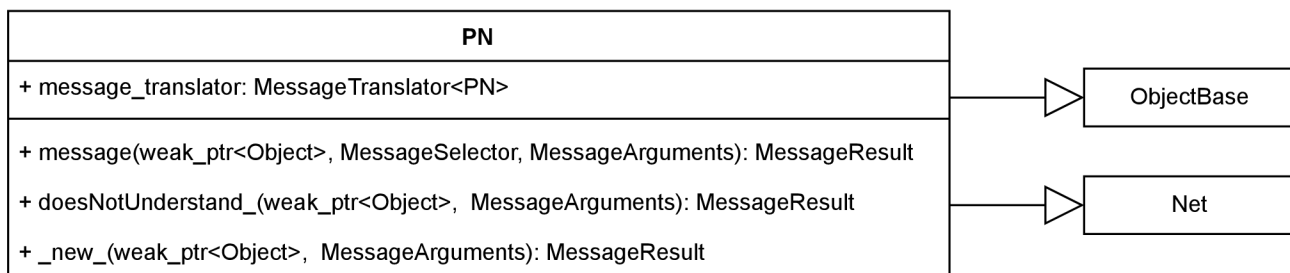 PN
+ message_translator: MessageTranslator<PN>
ObjectBase
+ message(weak_ptr<Object>, MessageSelector, MessageArguments): MessageResult
+ doesNotUnderstand_(weak_ptr<Object>,  MessageArguments): MessageResult
Net
+ _new_(weak_ptr<Object>,  MessageArguments): MessageResult